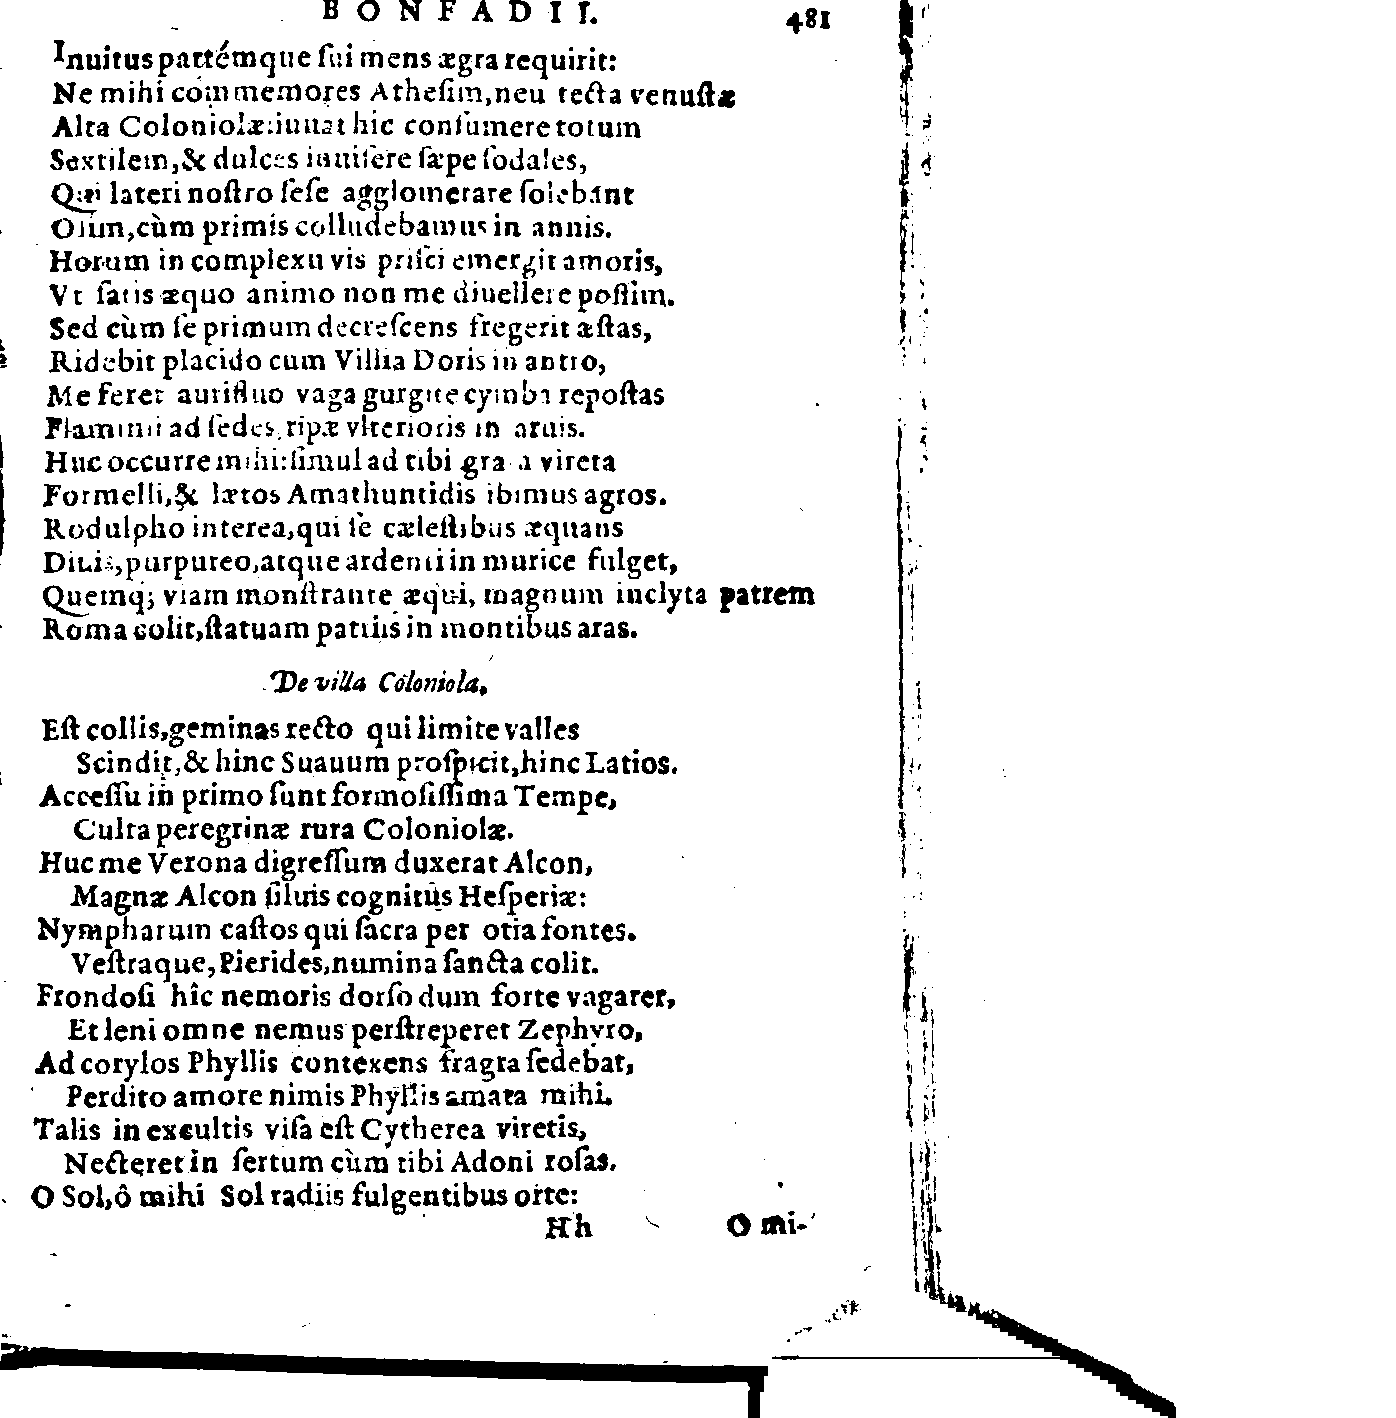 BONFADII. 481
Inuitus partémque ſui mens ægra requirit:
Ne mihi commemores Atheſim,neu tecta venuſtæ
Alta Coloniolæ:iuuat hic conſumere totum
Sextilem,& dulces inuiſere ſæpe ſodales,
Qui lateri noſtro ſeſe agglomerare ſolebant
Olim,cùm primis colludebamus in annis.
Horum in complexu vis priſci emergit amoris,
Vt ſatis æquo animo non me diuellere poſſim.
Sed cùm ſe primum decreſcens fregerit æſtas,
Ridebit placido cum Villia Doris in antro,
Me feret aurifluo vaga gurgite cymba repoſtas
Flaminii ad ſedes, ripæ vlterioris in aruis.
Huc occurre mihi:ſimul ad tibi grata vireta
Formelli,& lætos Amathuntidis ibimus agros.
Rodulpho interea,qui ſe cæleſtibus æquans
Diuis,purpureo,atque ardenti in murice fulget,
Quemq; viam monſtrante æqui, magnum inclyta patrem
Roma colit,ſtatuam patriis in montibus aras.
De villa Coloniola,
Eſt collis,geminas recto qui limite valles
Scindit,& hinc Suauum proſpicit,hinc Latios.
Acceſſu in primo ſunt formoſiſſima Tempe,
Culta peregrinæ rura Coloniolæ.
Huc me Verona digreſſum duxerat Alcon,
Magnæ Alcon ſiluis cognitus Heſperiæ:
Nympharum caſtos qui ſacra per otia fontes.
Veſtraque,Pierides,numina ſancta colit.
Frondoſi hîc nemoris dorſo dum forte vagarer,
Et leni omne nemus perſtreperet Zephyro,
Ad corylos Phyllis contexens fragra ſedebat,
Perdito amore nimis Phyllis amata mihi.
Talis in excultis viſa eſt Cytherea viretis,
Necteret in ſertum cùm tibi Adoni roſas.
O Sol,ô mihi Sol radiis fulgentibus orte:
Hh O mi-